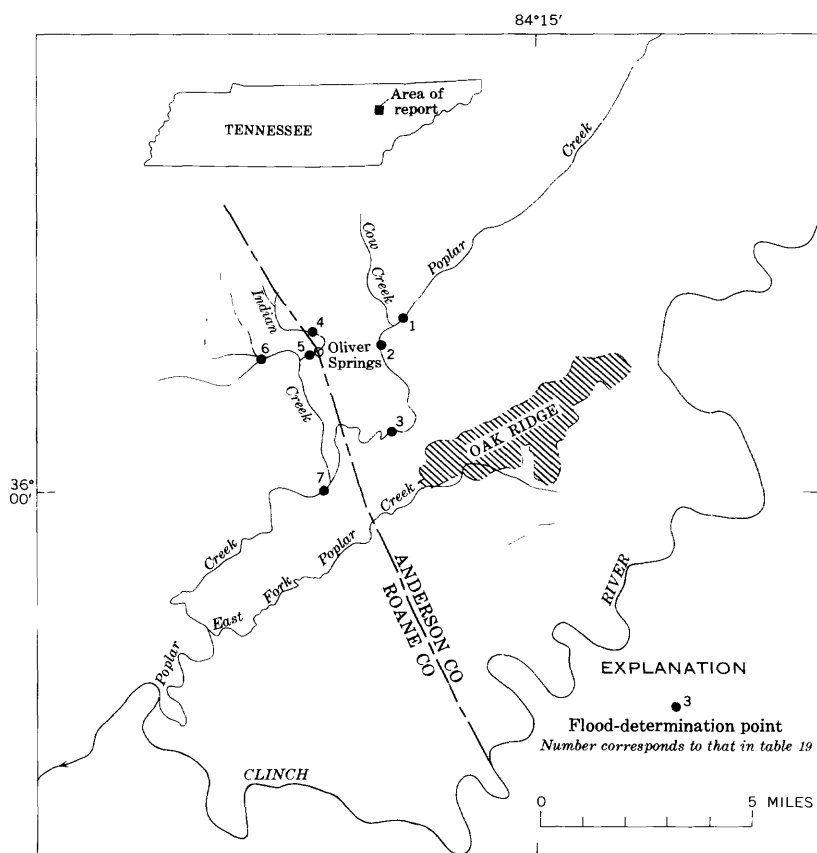 84°15'
Area of
report
TENNESSEE
Creek
Poplar
Cow
Creek
Indian
4
1
2
5
Oliver
Springs
6
Creek
3
OAK RIDGE
36°
00'
7
Creek
Poplar
Fork
East
Creek
Poplar
ANDERSON CO
ROANE CO
RIVER
CLINCH
EXPLANATION
3
Flood-determination point
Number corresponds to that in table 19
0 5 MILES